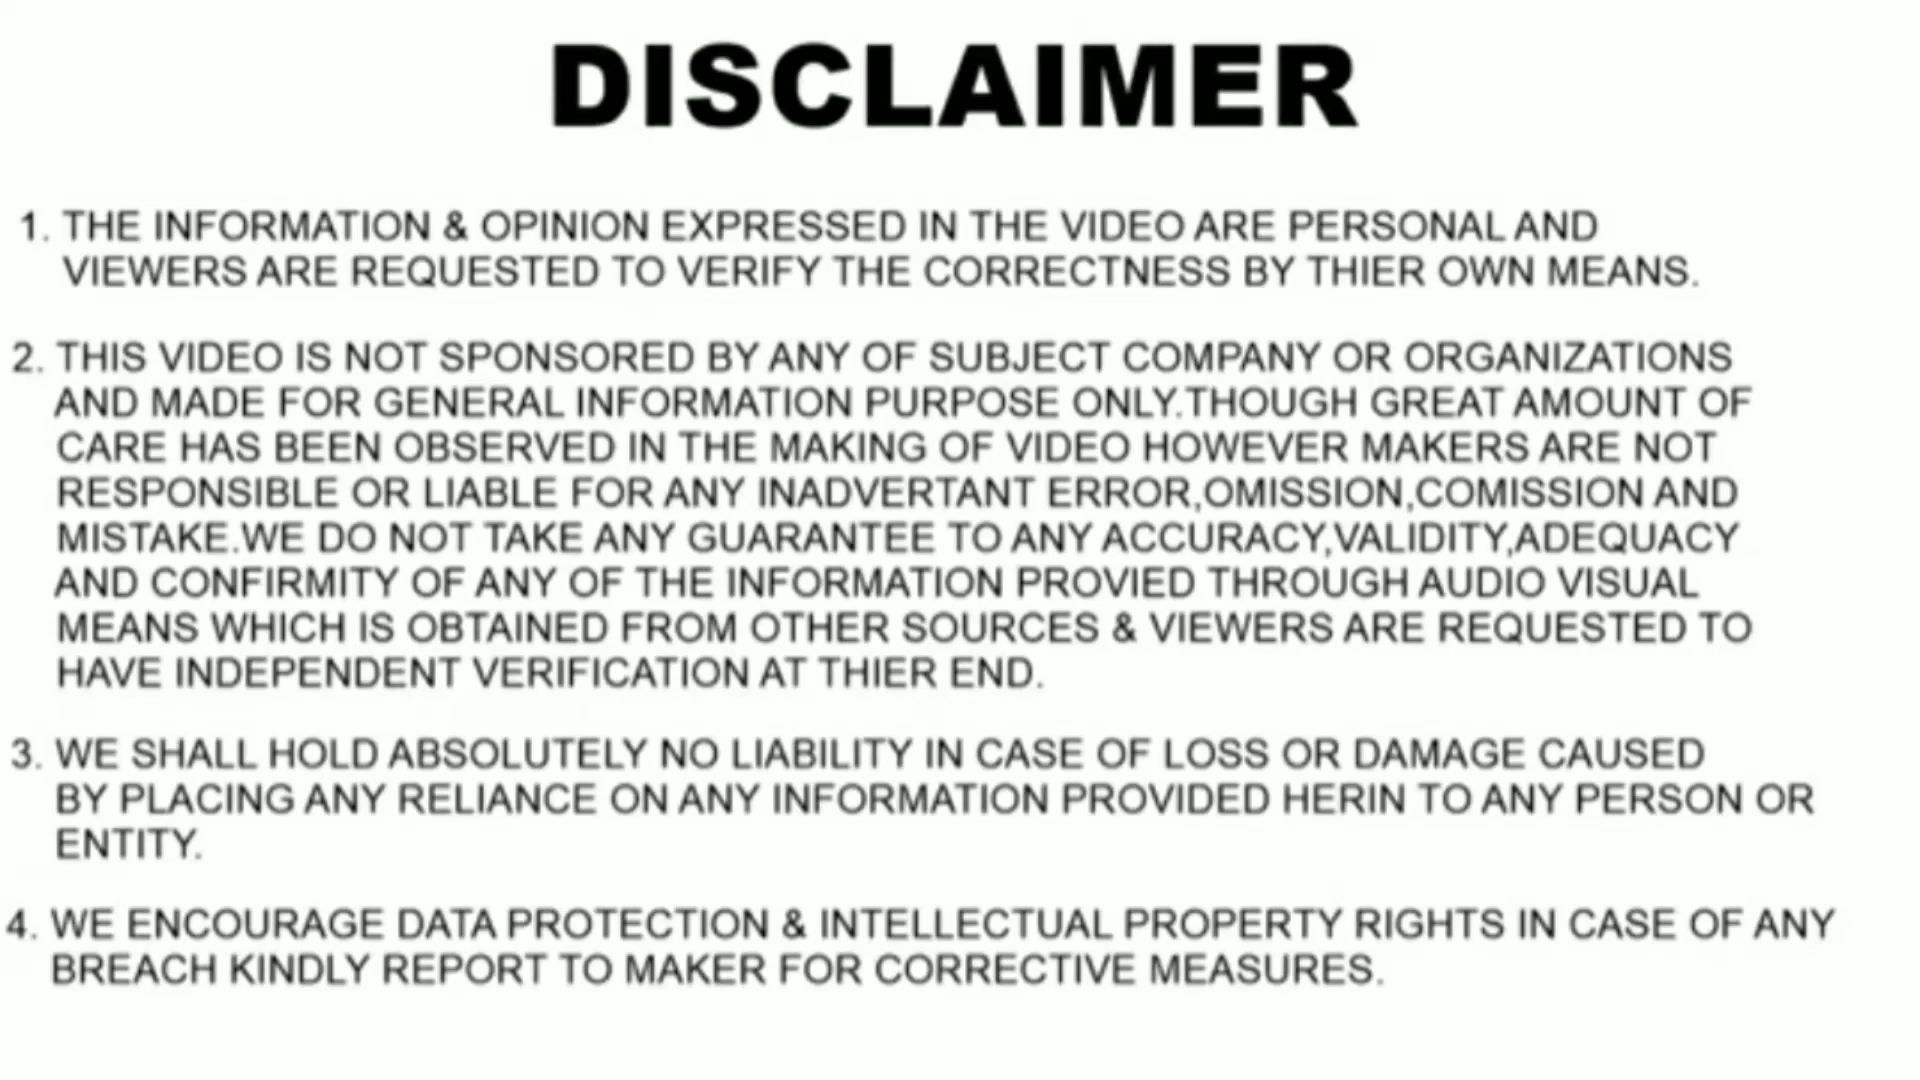 DISCLAIMER
1. THE INFORMATION & OPINION EXPRESSED IN THE VIDEO ARE PERSONAL AND
VIEWERS ARE REQUESTED TO VERIFY THE CORRECTNESS BY THIER OWN MEANS.
2. THIS VIDEO IS NOT SPONSORED BY ANY OF SUBJECT COMPANY OR ORGANIZATIONS
AND MADE FOR GENERAL INFORMATION PURPOSE ONLY.THOUGH GREAT AMOUNT OF
CARE HAS BEEN OBSERVED IN THE MAKING OF VIDEO HOWEVER MAKERS ARE NOT
RESPONSIBLE OR LIABLE FOR ANY INADVERTANT ERROR,OMISSION,COMISSION AND
MISTAKE.WE DO NOT TAKE ANY GUARANTEE TO ANY ACCURACY,VALIDITY,ADEQUACY
AND CONFIRMITY OF ANY OF THE INFORMATION PROVIED THROUGH AUDIO VISUAL
MEANS WHICH IS OBTAINED FROM OTHER SOURCES & VIEWERS ARE REQUESTED TO
HAVE INDEPENDENT VERIFICATION AT THIER END.
3. WE SHALL HOLD ABSOLUTELY NO LIABILITY IN CASE OF LOSS OR DAMAGE CAUSED
BY PLACING ANY RELIANCE ON ANY INFORMATION PROVIDED HERIN TO ANY PERSON OR
ENTITY.
4. WE ENCOURAGE DATA PROTECTION & INTELLECTUAL PROPERTY RIGHTS IN CASE OF ANY
BREACH KINDLY REPORT TO MAKER FOR CORRECTIVE MEASURES.